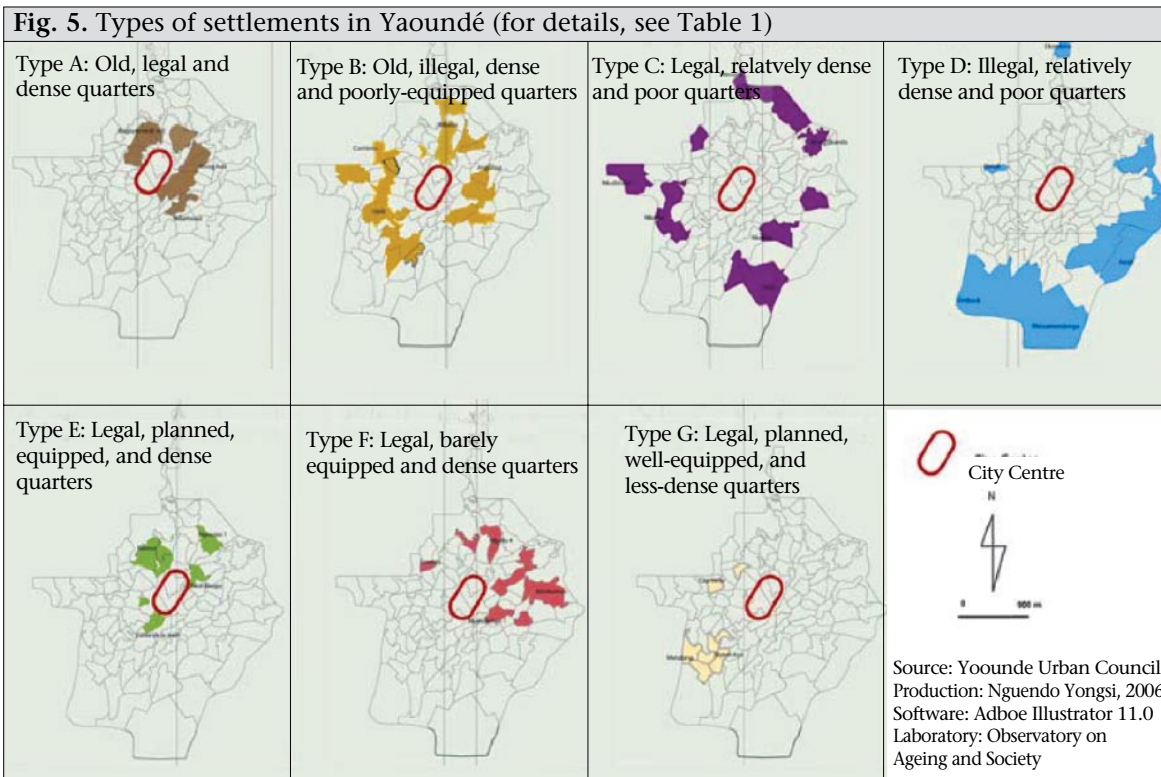 Fig. 5. Types of settlements in Yaoundé (for details, see Table 1)
Type A: Old, legal and
dense quarters
Type B: Old, illegal, dense
and poorly-equipped quarters
Type C: Legal, relatvely dense
and poor quarters
Type D: Illegal, relatively
dense and poor quarters
Type E: Legal, planned,
equipped, and dense
quarters
Type F: Legal, barely
equipped and dense quarters
Type G: Legal, planned,
well-equipped, and
less-dense quarters
City Centre
N
0
Source: Yoounde Urban Council
Production: Nguendo Yongsi, 2006
Software: Adboe Illustrator 11.0
Laboratory: Observatory on
Ageing and Society